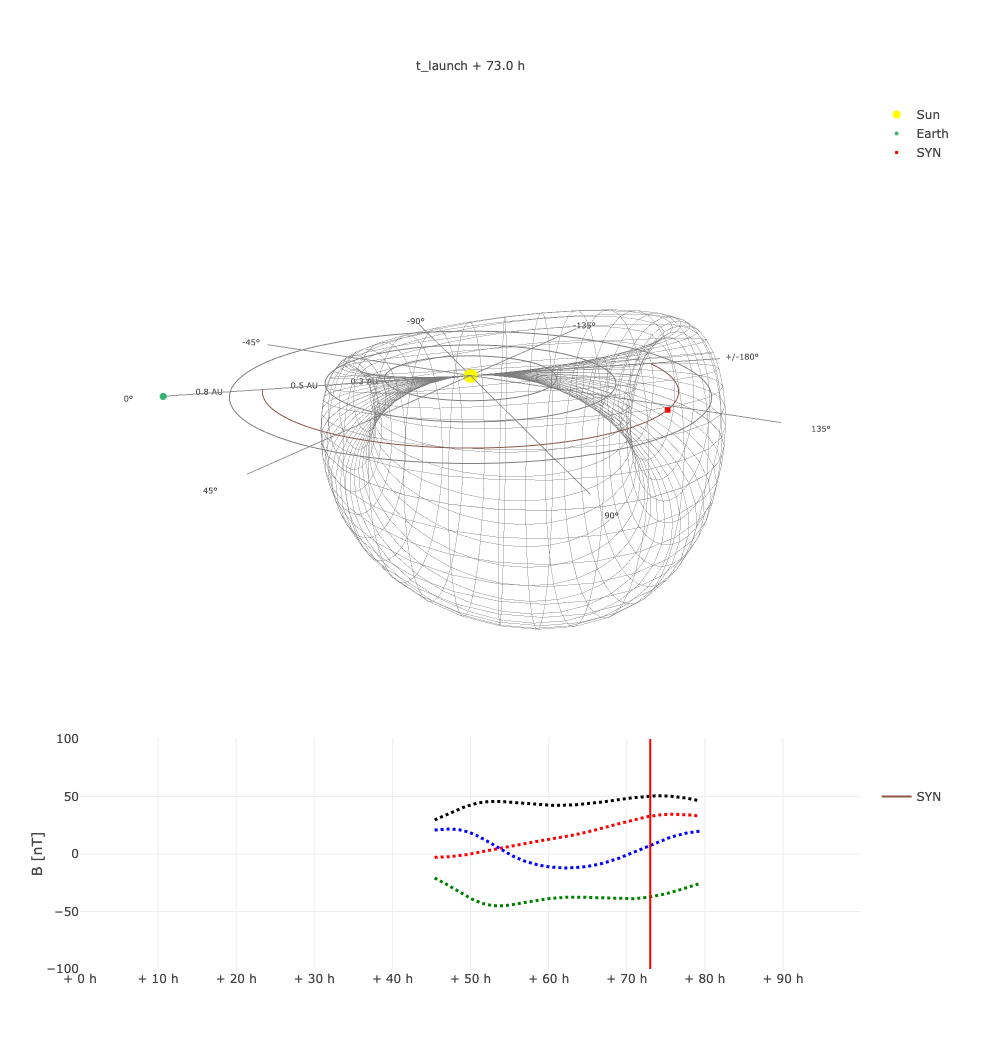 t_launch + 73.0 h
Sun
Earth
SYN
-90°
-135°
-45°
+/-180°
0.3 AU
0.5 AU
0.8 AU
0°
135°
45°
90°
100
50
0
−50
−100
B [nT]
SYN
+ 0 h
+ 10 h
+ 20 h
+ 30 h
+ 40 h
+ 50 h
+ 60 h
+ 70 h
+ 80 h
+ 90 h